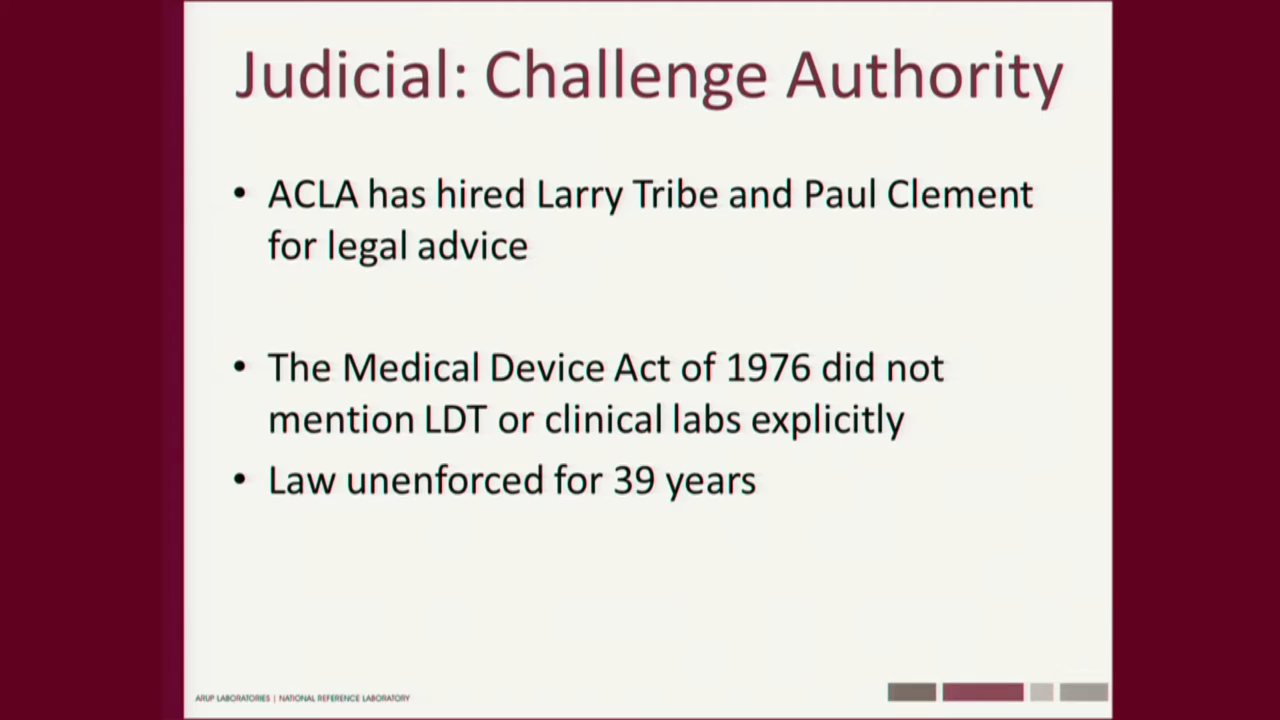 Judicial: Challenge Authority
• ACLA has hired Larry Tribe and Paul Clement
for legal advice
• The Medical Device Act of 1976 did not
mention LDT or clinical labs explicitly
• Law unenforced for 39 years
ARUP LABORATORIES | NATIONAL REFERENCE LABORATORY